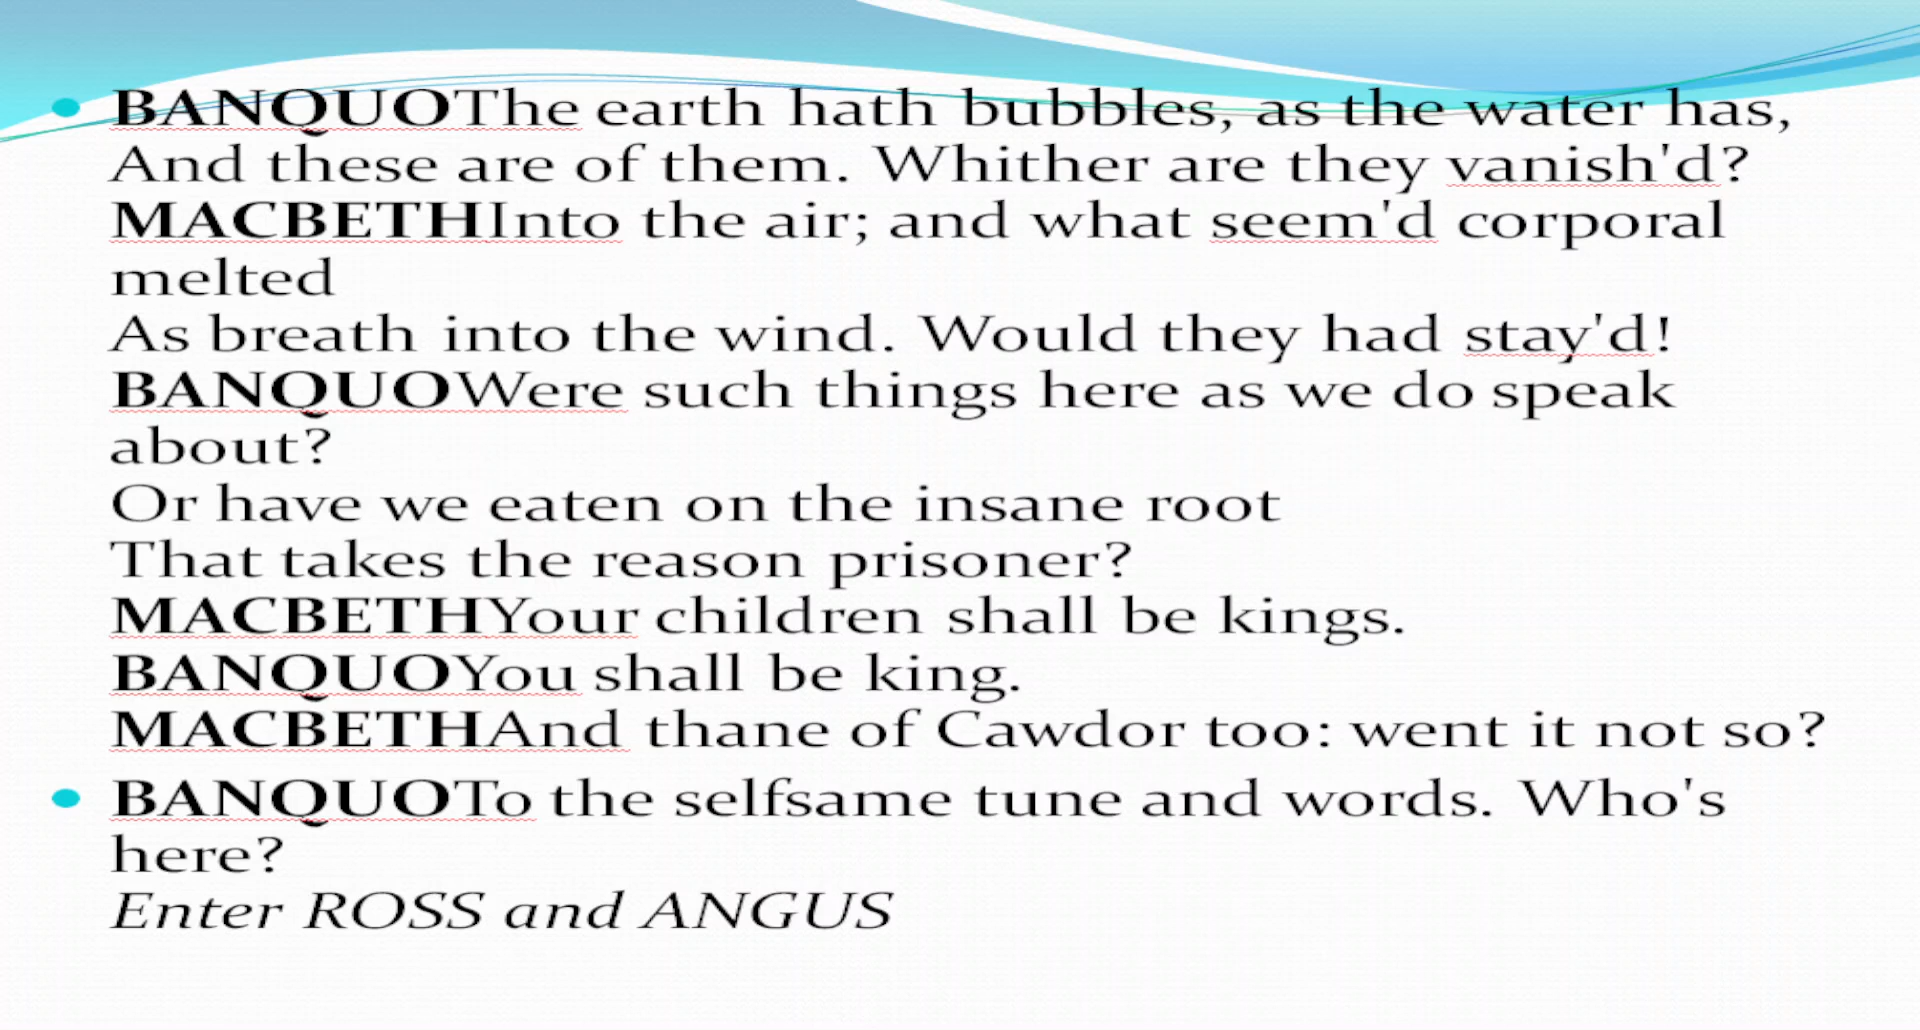 BANQUOThe earth hath bubbles, as the water has,
And these are of them. Whither are they vanish'd?
MACBETHInto the air; and what seem'd corporal
melted
As breath into the wind. Would they had stay'd!
BANQUOWere such things here as we do speak
about?
Or have we eaten on the insane root
That takes the reason prisoner?
MACBETHYour children shall be kings.
BANQUOYou shall be king.
MACBETHAnd thane of Cawdor too: went it not so?
BANQUOTo the selfsame tune and words. Who's
here?
Enter ROSS and ANGUS